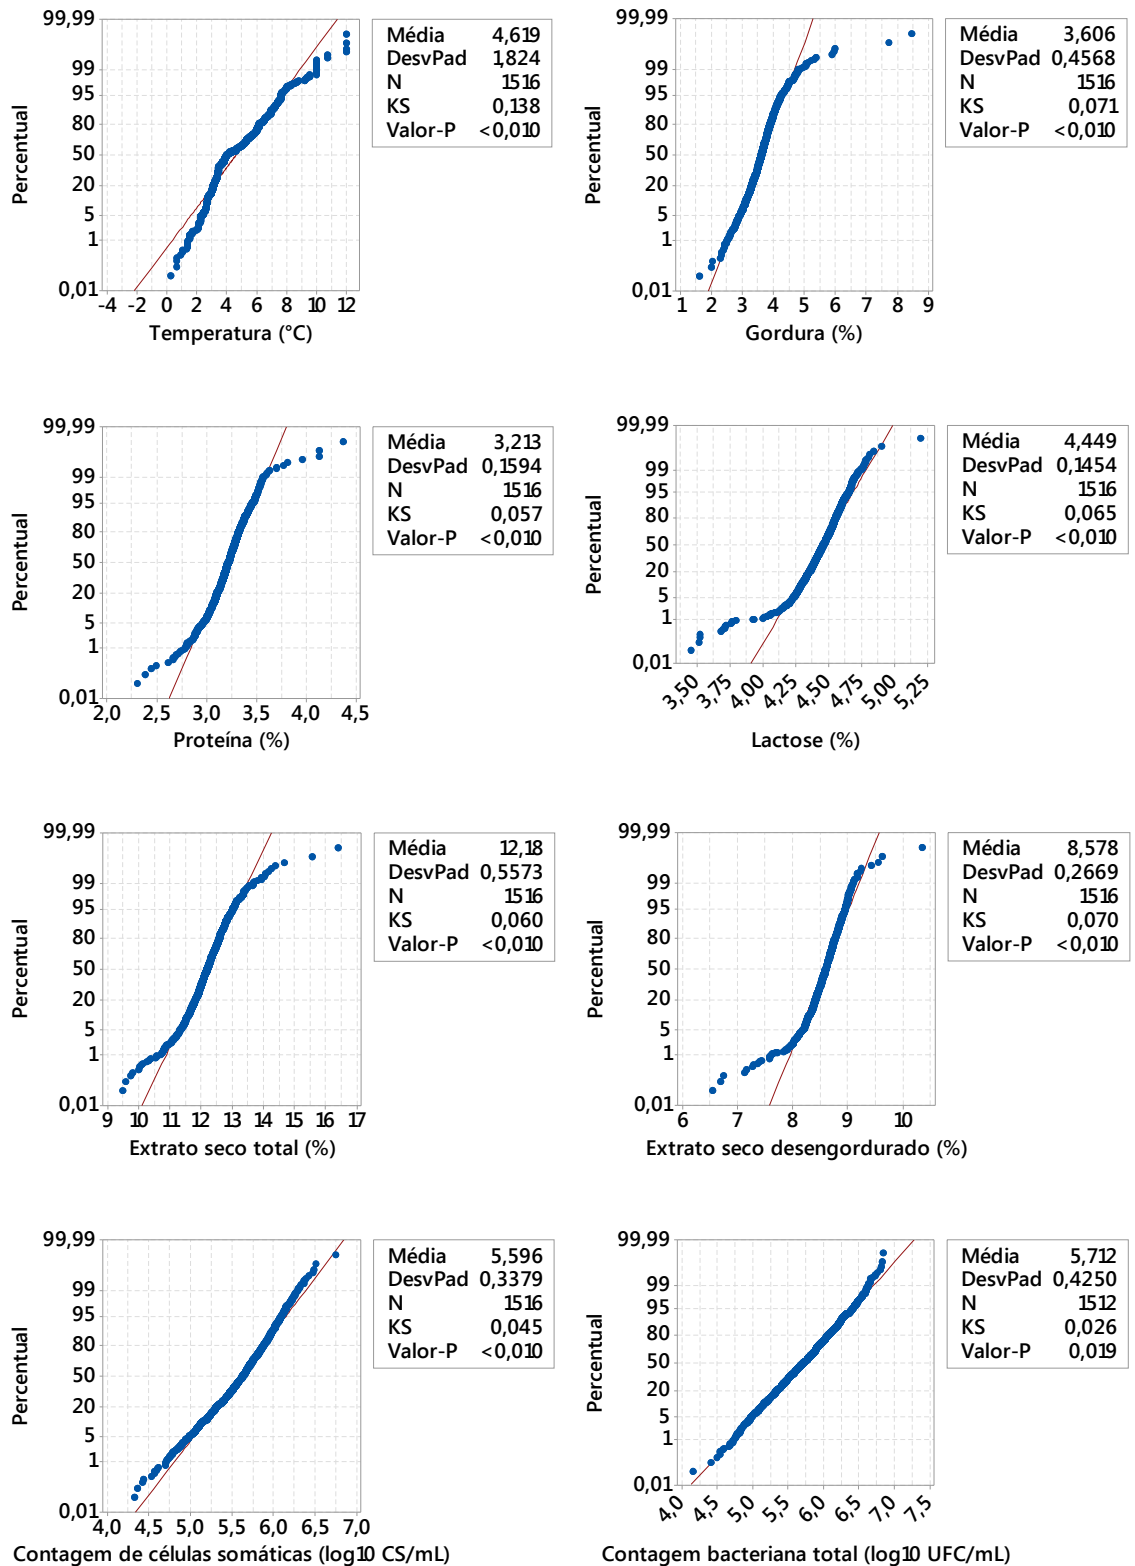 99,99
99
95
80
50
20
5
1
0,01
Percentual
-4 -2 0 2 4 6 8 10 12
Temperatura (°C)
Média 4,619
DesvPad 1,824
N 1516
KS 0,138
Valor-P <0,010
99,99
99
95
80
50
20
5
1
0,01
Percentual
1 2 3 4 5 6 7 8 9
Gordura (%)
Média 3,606
DesvPad 0,4568
N 1516
KS 0,071
Valor-P <0,010
99,99
99
95
80
50
20
5
1
0,01
Percentual
2,0 2,5 3,0 3,5 4,0 4,5
Proteína (%)
Média 3,213
DesvPad 0,1594
N 1516
KS 0,057
Valor-P <0,010
99,99
99
95
80
50
20
5
1
0,01
Percentual
3,50 3,75 4,00 4,25 4,50 4,75 5,00 5,25
Lactose (%)
Média 4,449
DesvPad 0,1454
N 1516
KS 0,065
Valor-P <0,010
99,99
99
95
80
50
20
5
1
0,01
Percentual
9 10 11 12 13 14 15 16 17
Extrato seco total (%)
Média 12,18
DesvPad 0,5573
N 1516
KS 0,060
Valor-P <0,010
99,99
99
95
80
50
20
5
1
0,01
Percentual
6 7 8 9 10
Extrato seco desengordurado (%)
Média 8,578
DesvPad 0,2669
N 1516
KS 0,070
Valor-P <0,010
99,99
99
95
80
50
20
5
1
0,01
Percentual
4,0 4,5 5,0 5,5 6,0 6,5 7,0
Contagem de células somáticas (log10 CS/mL)
Média 5,596
DesvPad 0,3379
N 1516
KS 0,045
Valor-P <0,010
99,99
99
95
80
50
20
5
1
0,01
Percentual
4,0 4,5 5,0 5,5 6,0 6,5 7,0 7,5
Contagem bacteriana total (log10 UFC/mL)
Média 5,712
DesvPad 0,4250
N 1512
KS 0,026
Valor-P 0,019